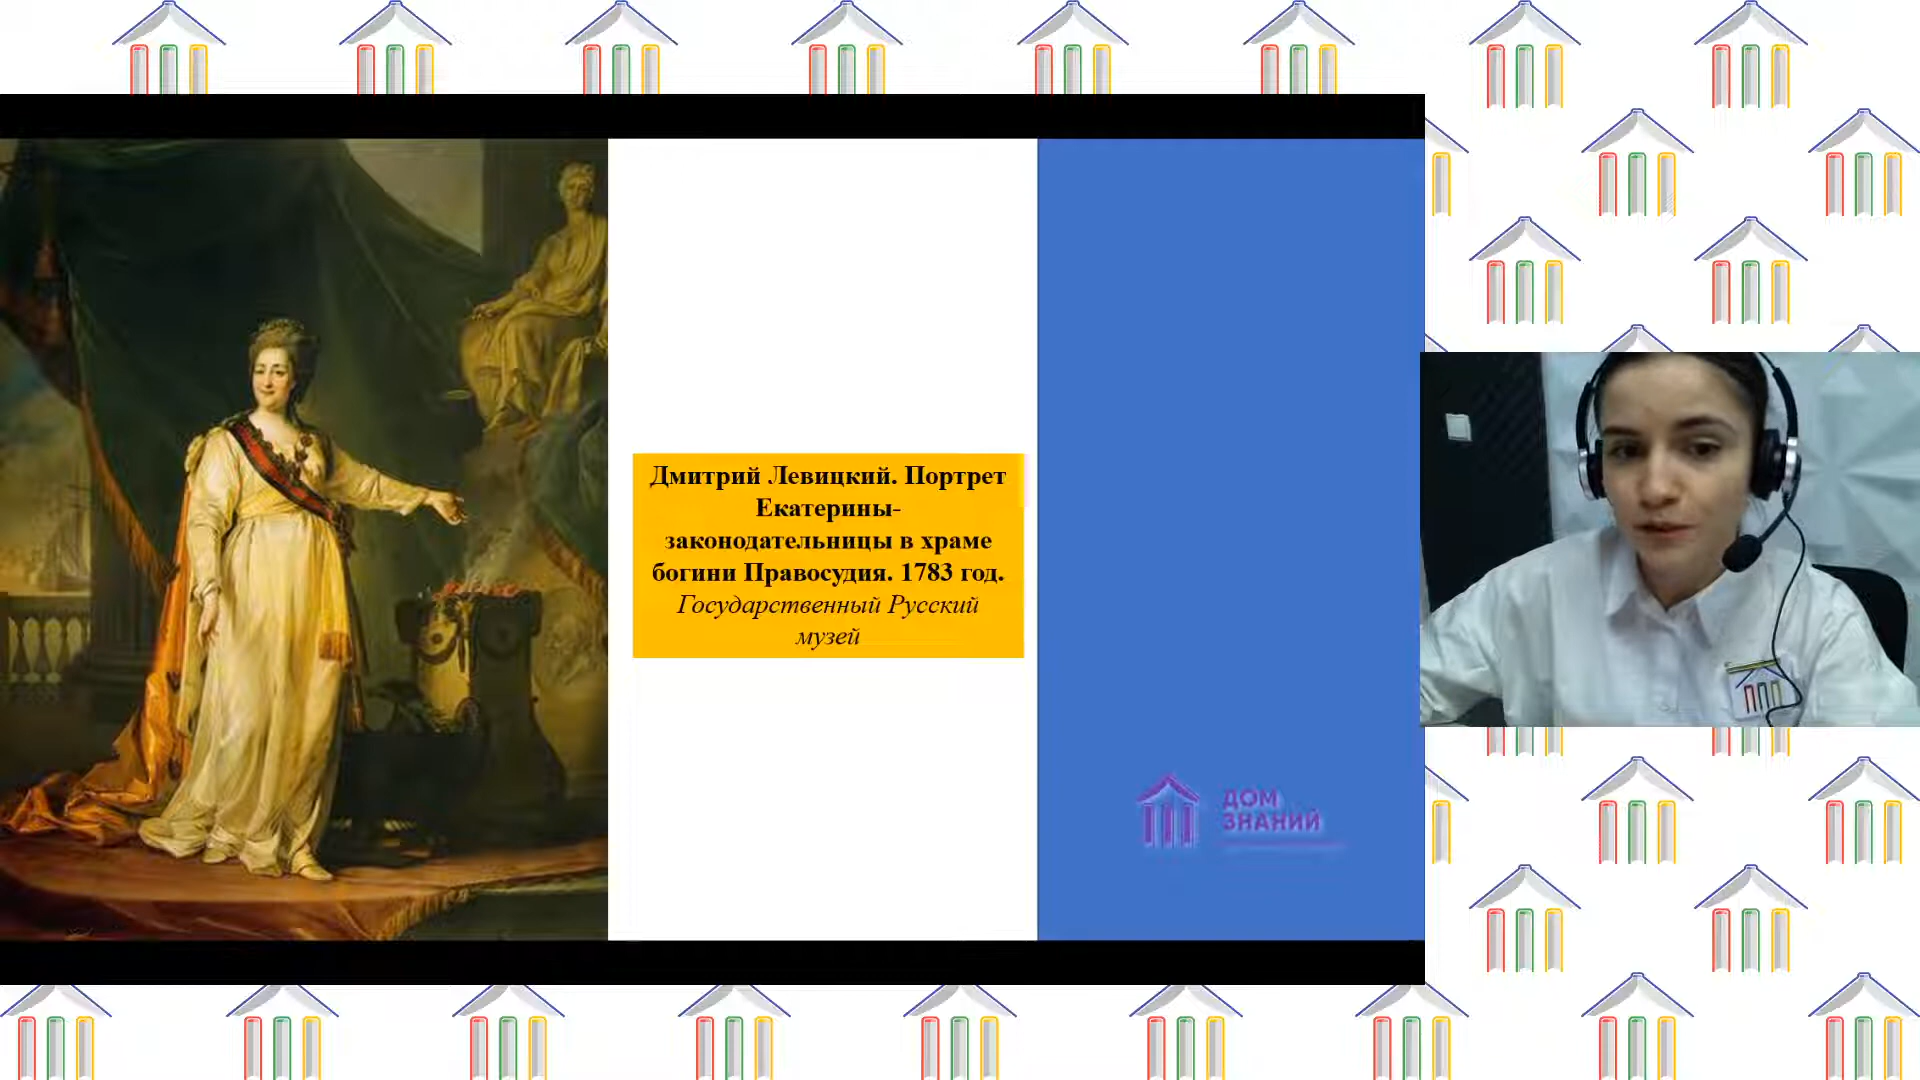 Дмитрий Левицкий. Портрет
Екатерины-
законодательницы в храме
богини Правосудия. 1783 год.
Государственный Русский
музей
ДОМ
ЗНАНИЙ